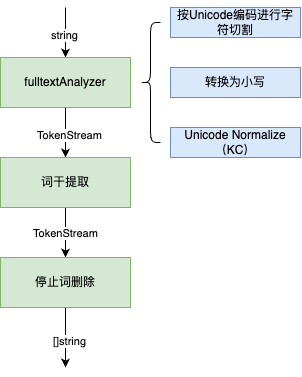 string
按Unicode编码进行字
符切割
fulltextAnalyzer
转换为小写
TokenStream
Unicode Normalize
（KC）
词干提取
TokenStream
停止词删除
[]string